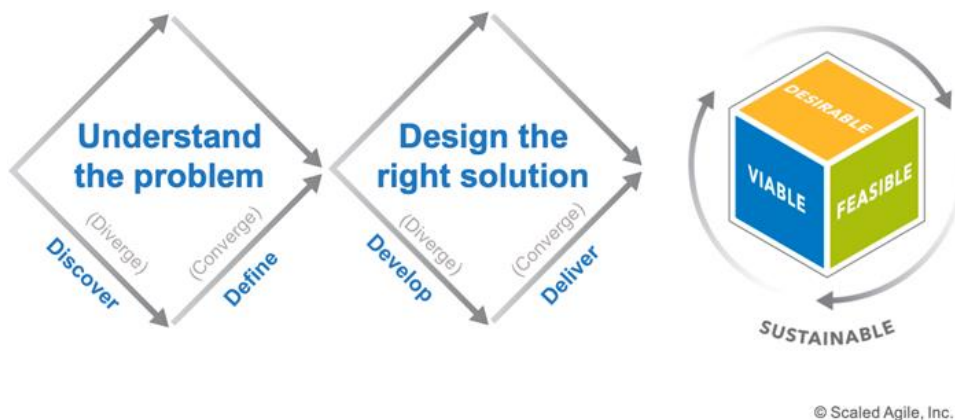 Understand
the problem
(Diverge)
Discover
(Converge)
Define
Design the
right solution
(Diverge)
Develop
(Converge)
Deliver
DESIRABLE
VIABLE
FEASIBLE
SUSTAINABLE
© Scaled Agile, Inc.